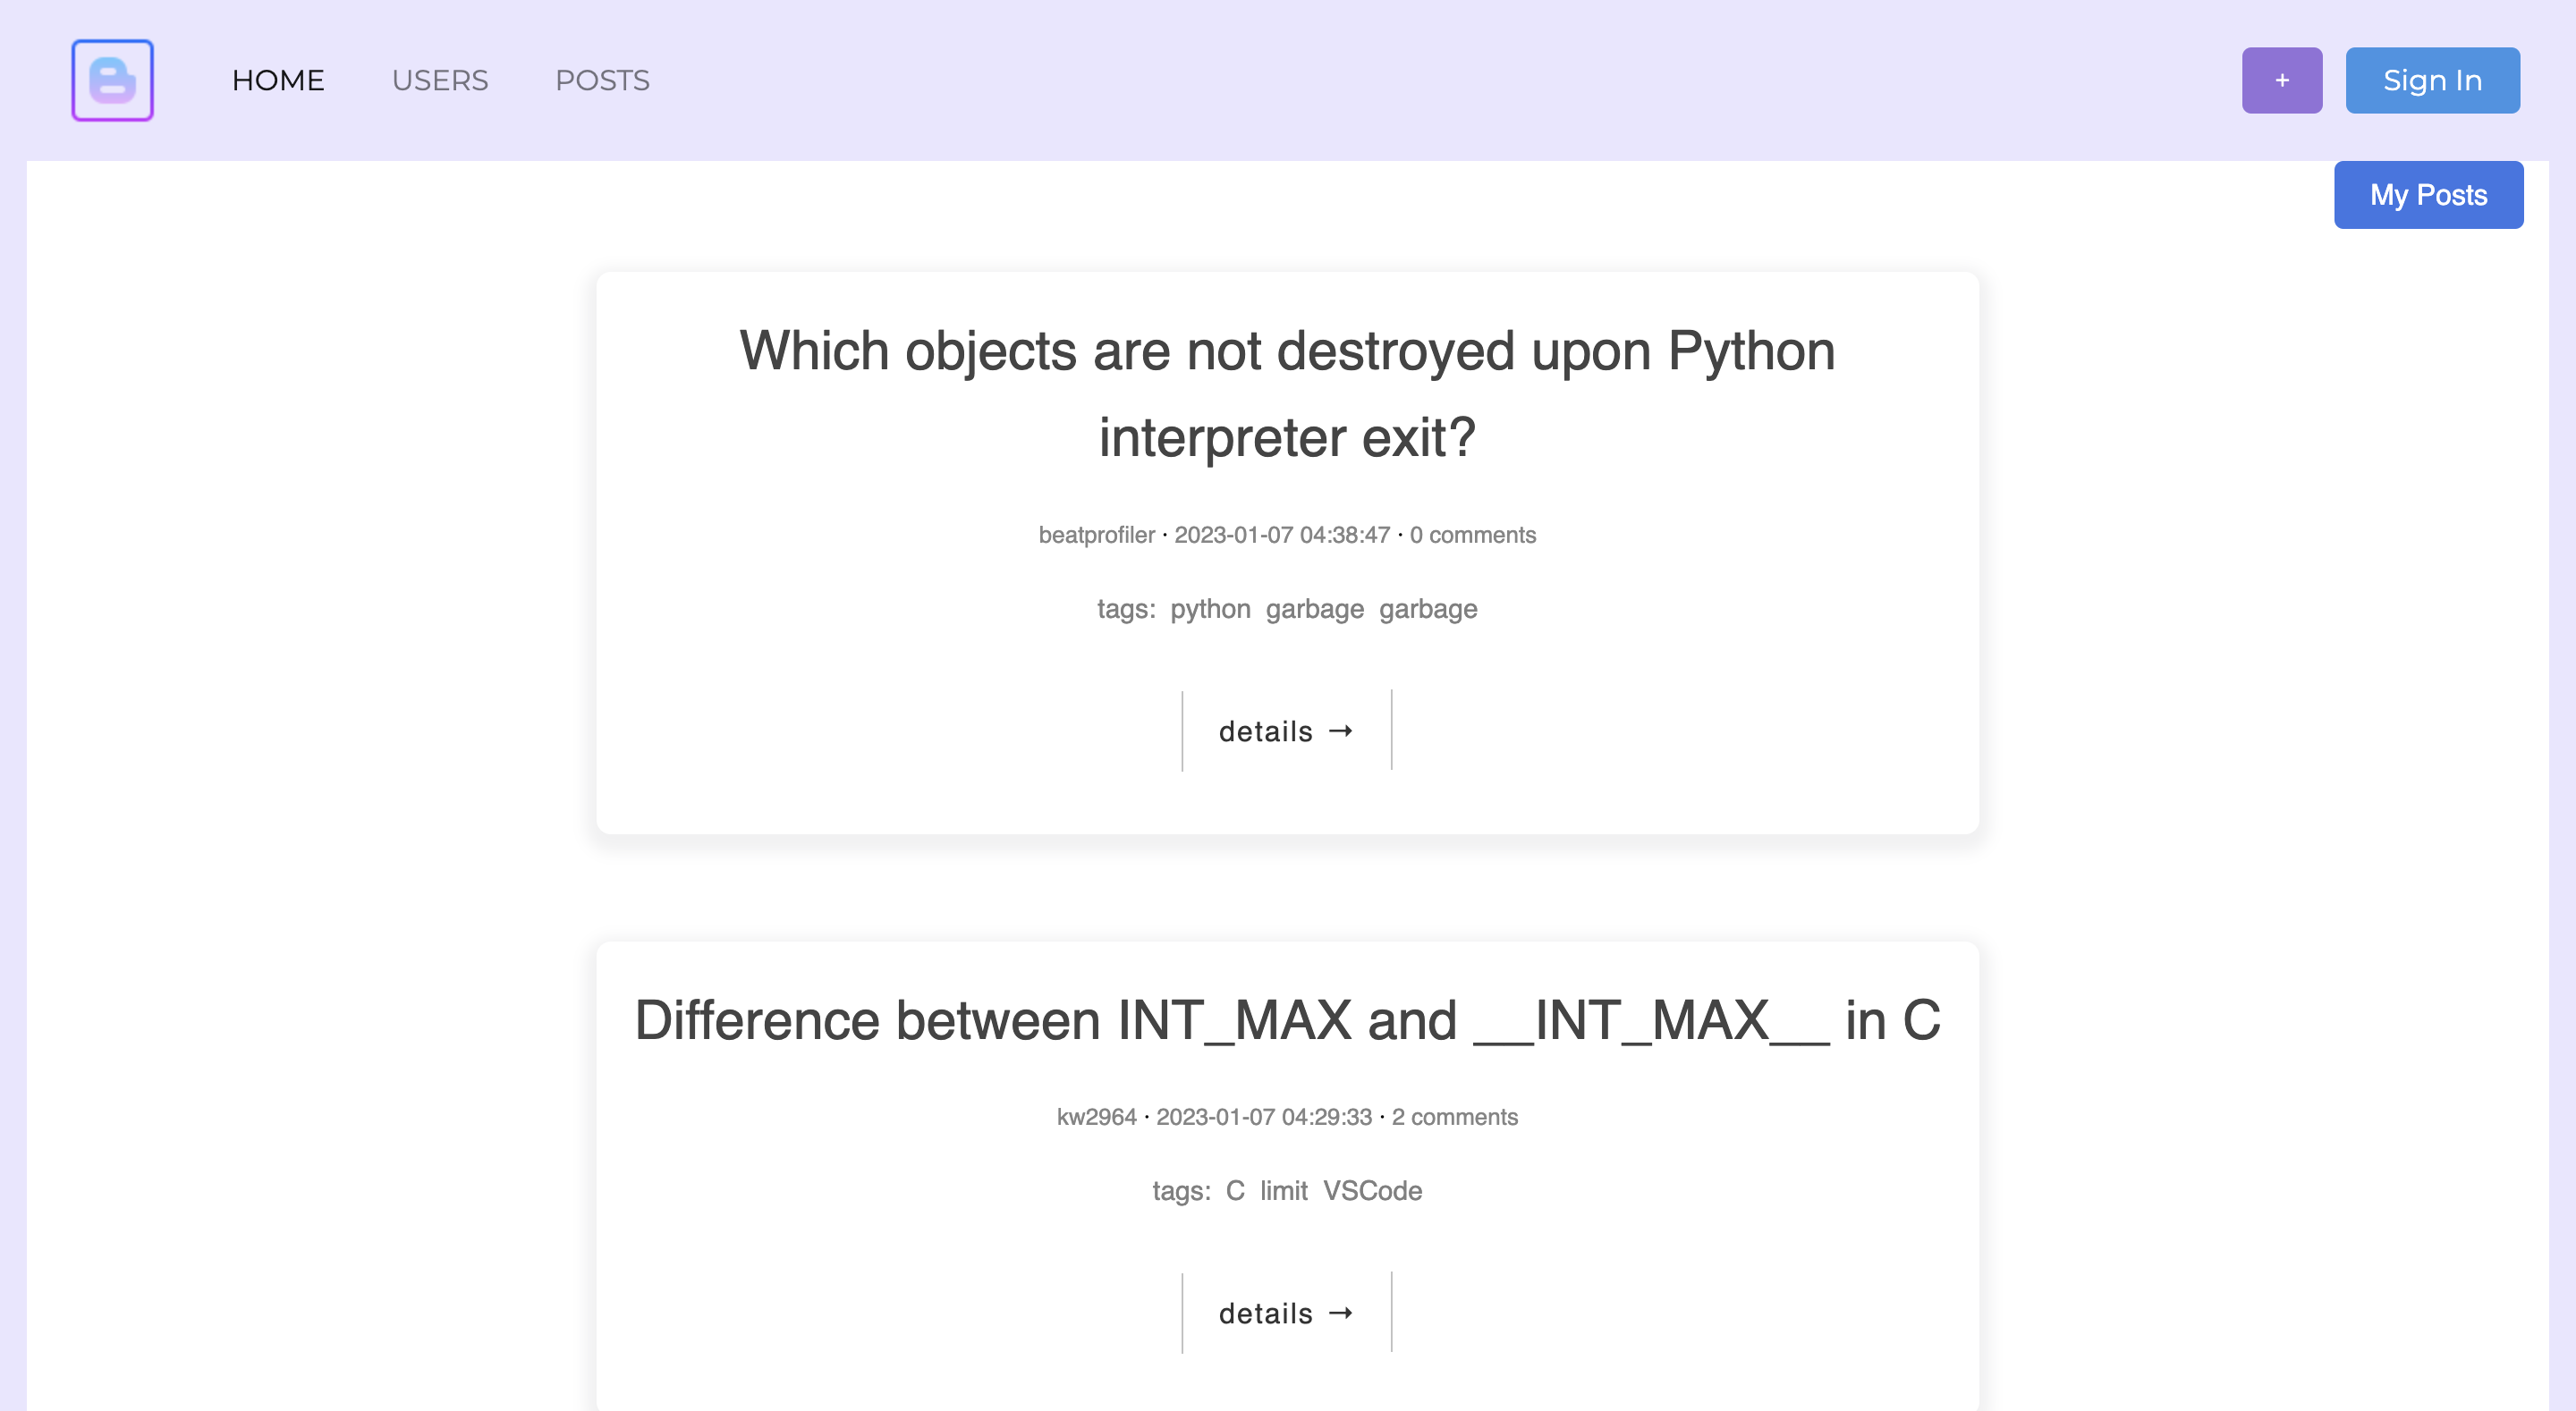 HOME USERS POSTS + Sign In
My Posts
Which objects are not destroyed upon Python
interpreter exit?
beatprofiler · 2023-01-07 04:38:47 · 0 comments
tags: python garbage garbage
details →
Difference between INT_MAX and __INT_MAX__ in C
kw2964 · 2023-01-07 04:29:33 · 2 comments
tags: C limit VSCode
details →